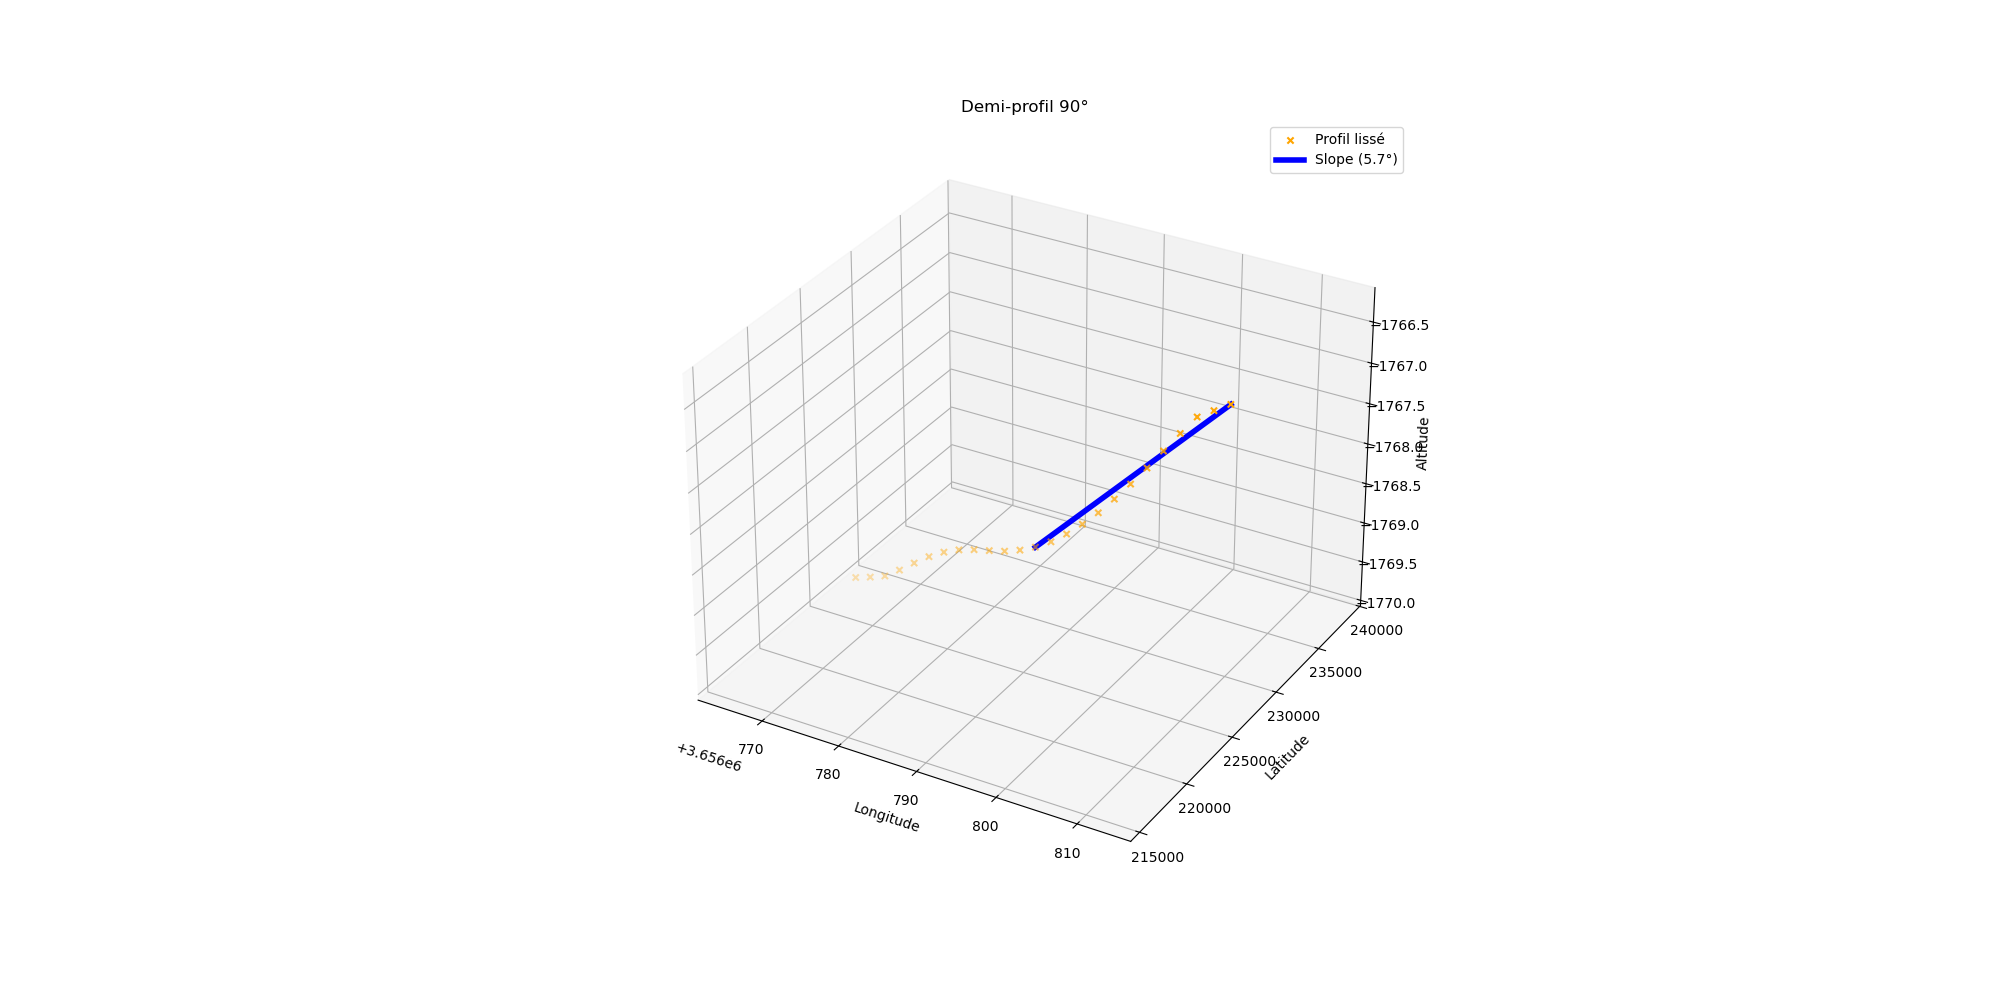 Demi-profil 90°
Profil lissé
Slope (5.7°)
−1766.5
−1767.0
−1767.5
−1768.0
−1768.5
−1769.0
−1769.5
−1770.0
Altitude
240000
235000
230000
225000
220000
215000
Latitude
770
780
790
800
810
+3.656e6
Longitude